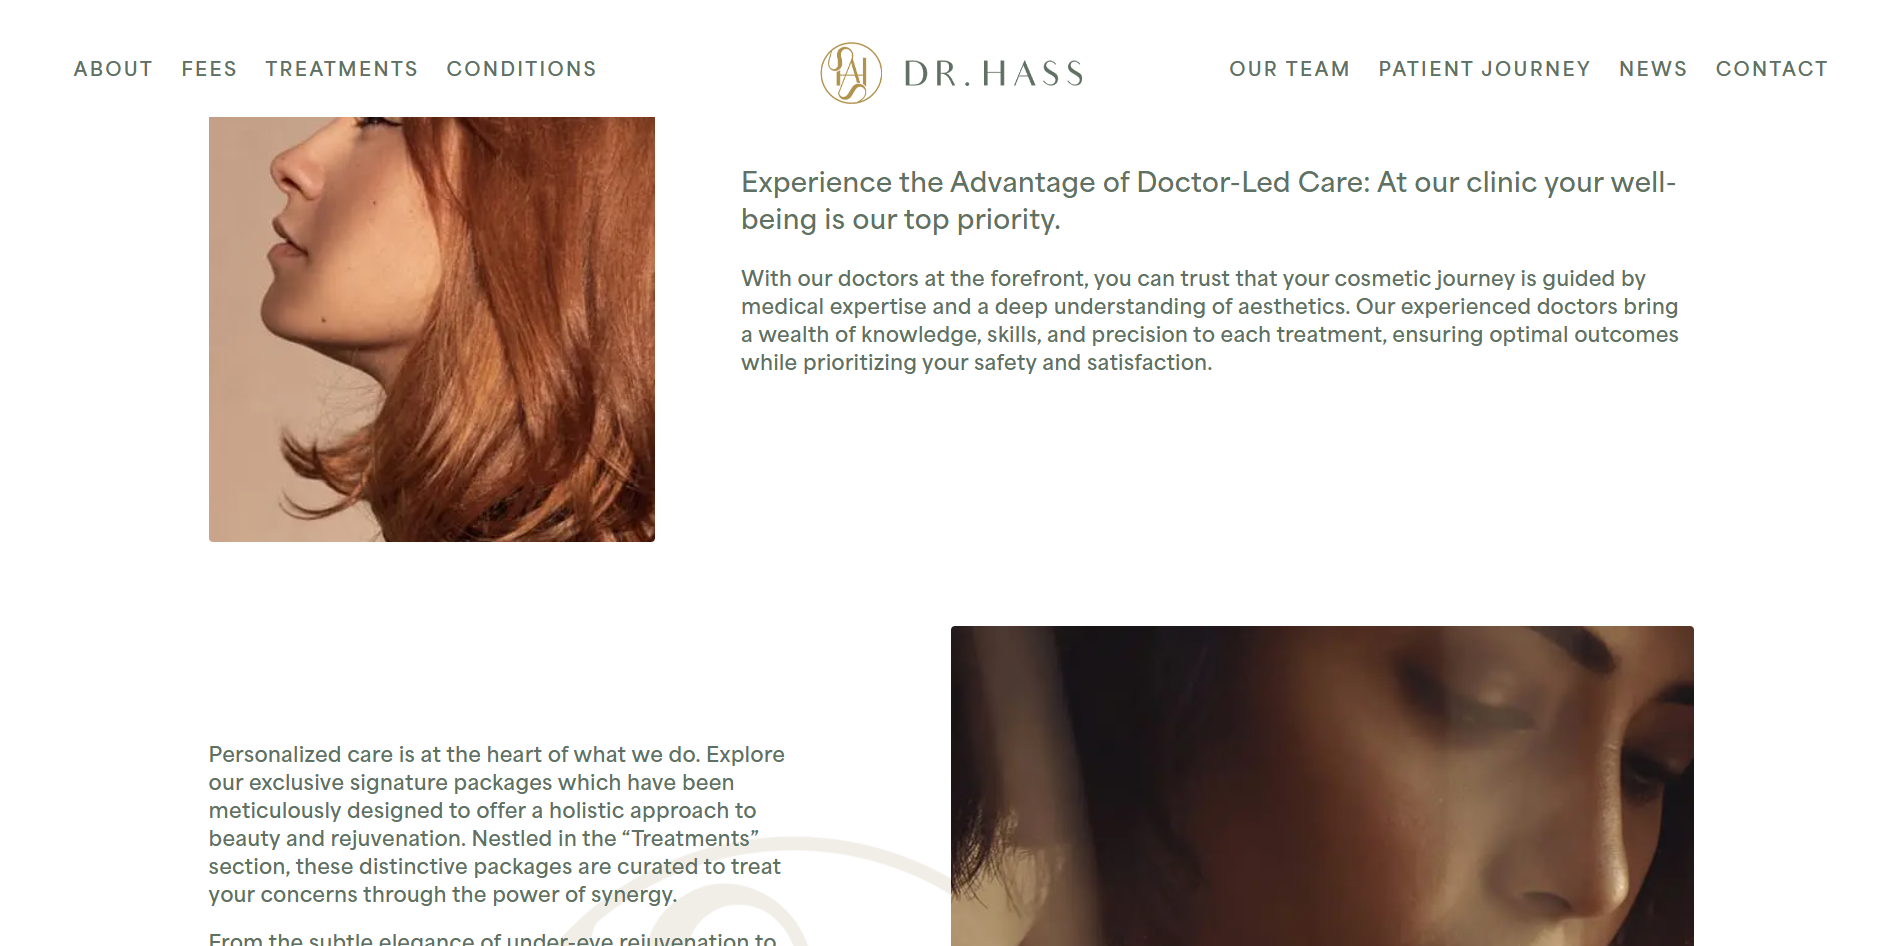 ABOUT FEES TREATMENTS CONDITIONS
HAS DR. HASS
OUR TEAM PATIENT JOURNEY NEWS CONTACT
Experience the Advantage of Doctor-Led Care: At our clinic your well-
being is our top priority.
With our doctors at the forefront, you can trust that your cosmetic journey is guided by
medical expertise and a deep understanding of aesthetics. Our experienced doctors bring
a wealth of knowledge, skills, and precision to each treatment, ensuring optimal outcomes
while prioritizing your safety and satisfaction.
Personalized care is at the heart of what we do. Explore
our exclusive signature packages which have been
meticulously designed to offer a holistic approach to
beauty and rejuvenation. Nestled in the “Treatments”
section, these distinctive packages are curated to treat
your concerns through the power of synergy.
From the subtle elegance of under-eye rejuvenation to